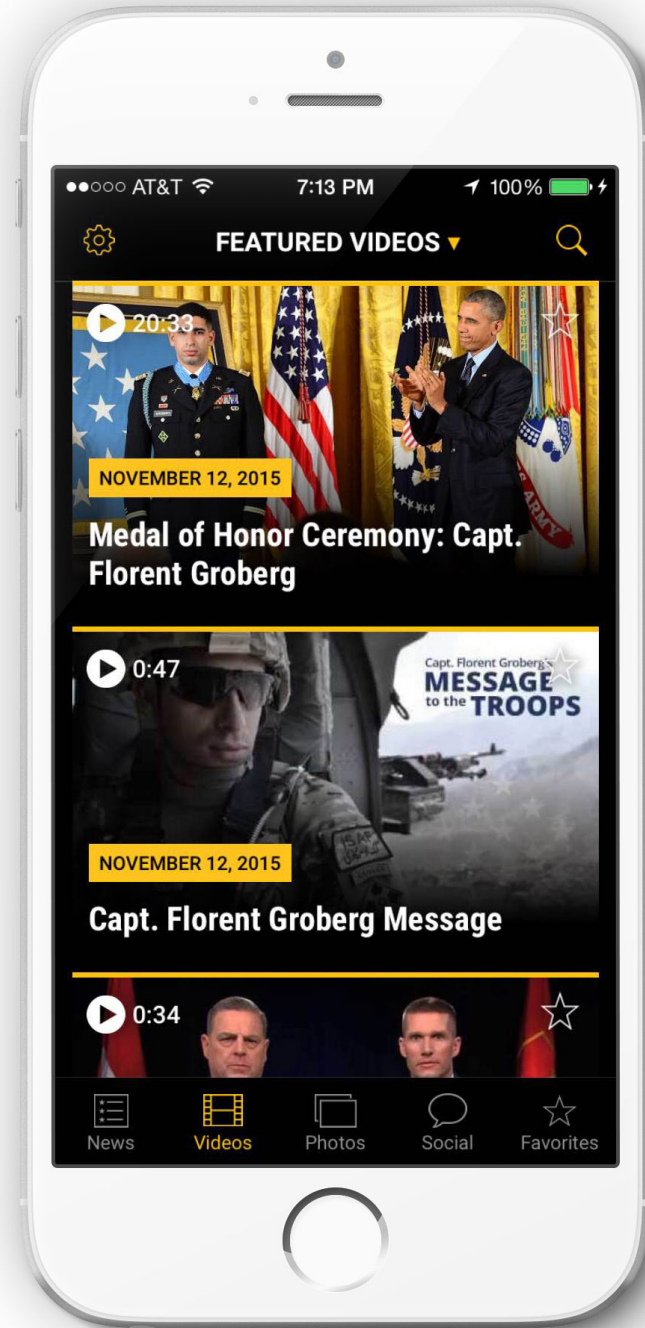 AT&T 7:13 PM 100%
FEATURED VIDEOS
20:33
ARMY
NOVEMBER 12, 2015
Medal of Honor Ceremony: Capt.
Florent Groberg
0:47
Capt. Florent Groberg's
MESSAGE
to the TROOPS
ISAF
NOVEMBER 12, 2015
Capt. Florent Groberg Message
0:34
News Videos Photos Social Favorites